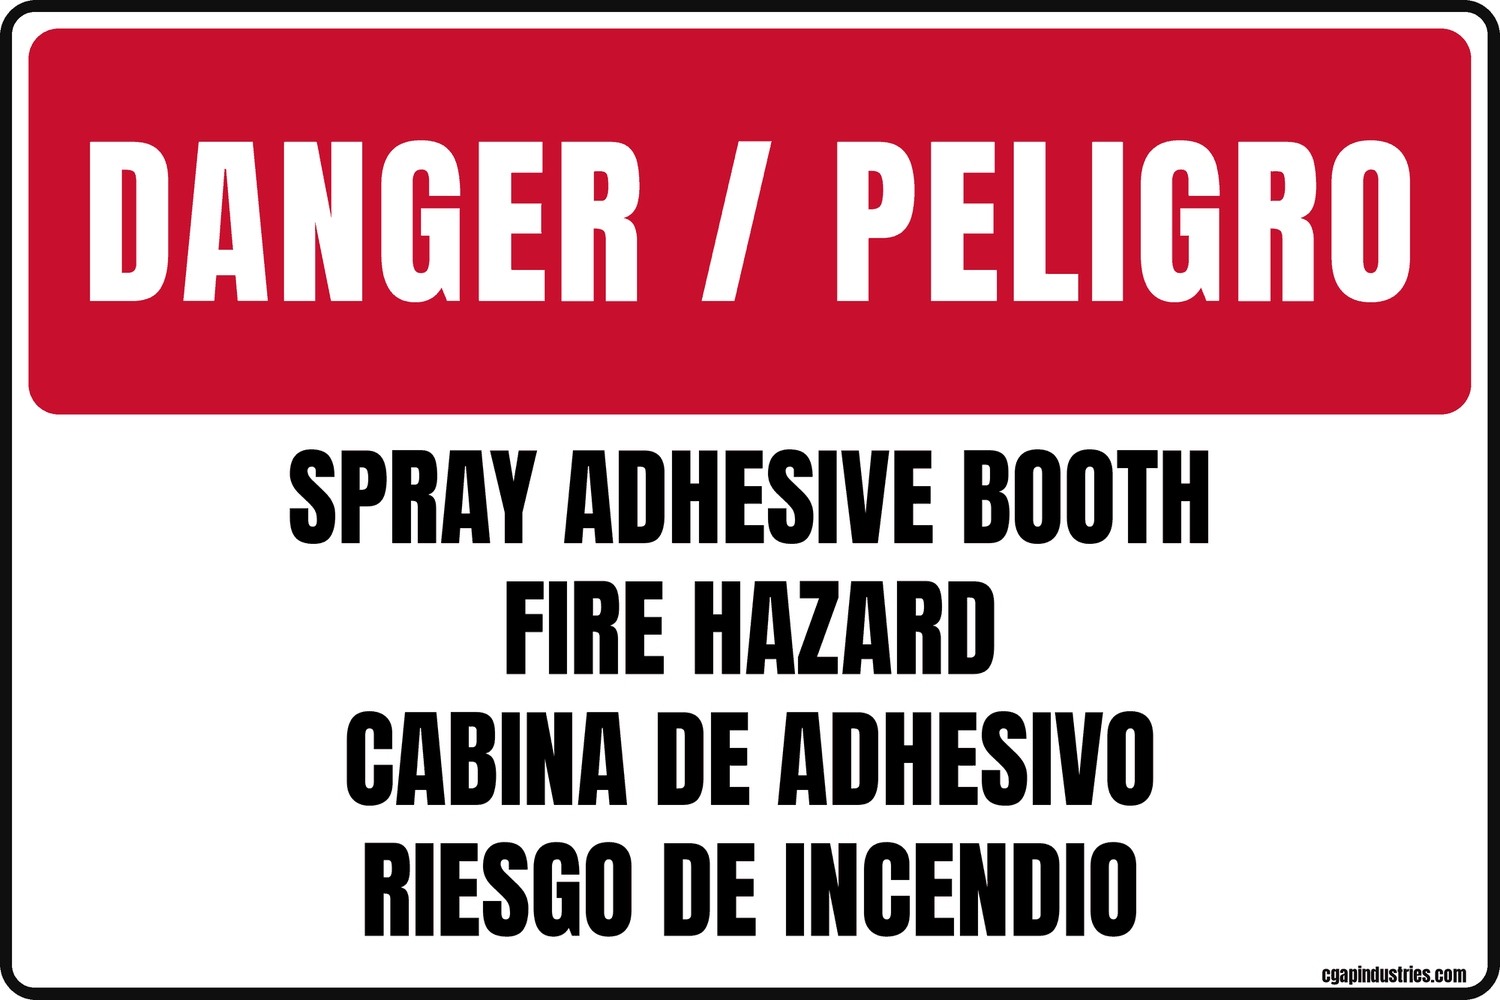 DANGER / PELIGRO
SPRAY ADHESIVE BOOTH
FIRE HAZARD
CABINA DE ADHESIVO
RIESGO DE INCENDIO
cgapindustries.com